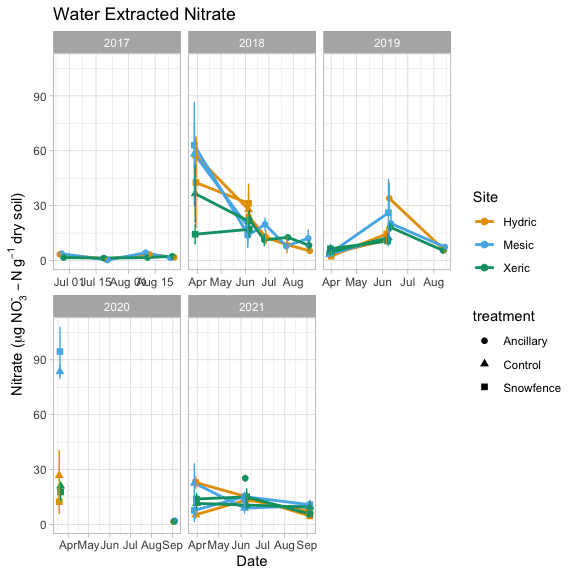 Water Extracted Nitrate
2017
2018
2019
90
60
30
0
Jul 01 Jul 15 Aug 01 Aug 15
Apr May Jun Jul Aug
Apr May Jun Jul Aug
2020
2021
90
60
30
0
Apr May Jun Jul Aug Sep
Apr May Jun Jul Aug Sep
Date
Nitrate (µg NO₃⁻ − N g⁻¹ dry soil)
Site
Hydric
Mesic
Xeric
treatment
Ancillary
Control
Snowfence